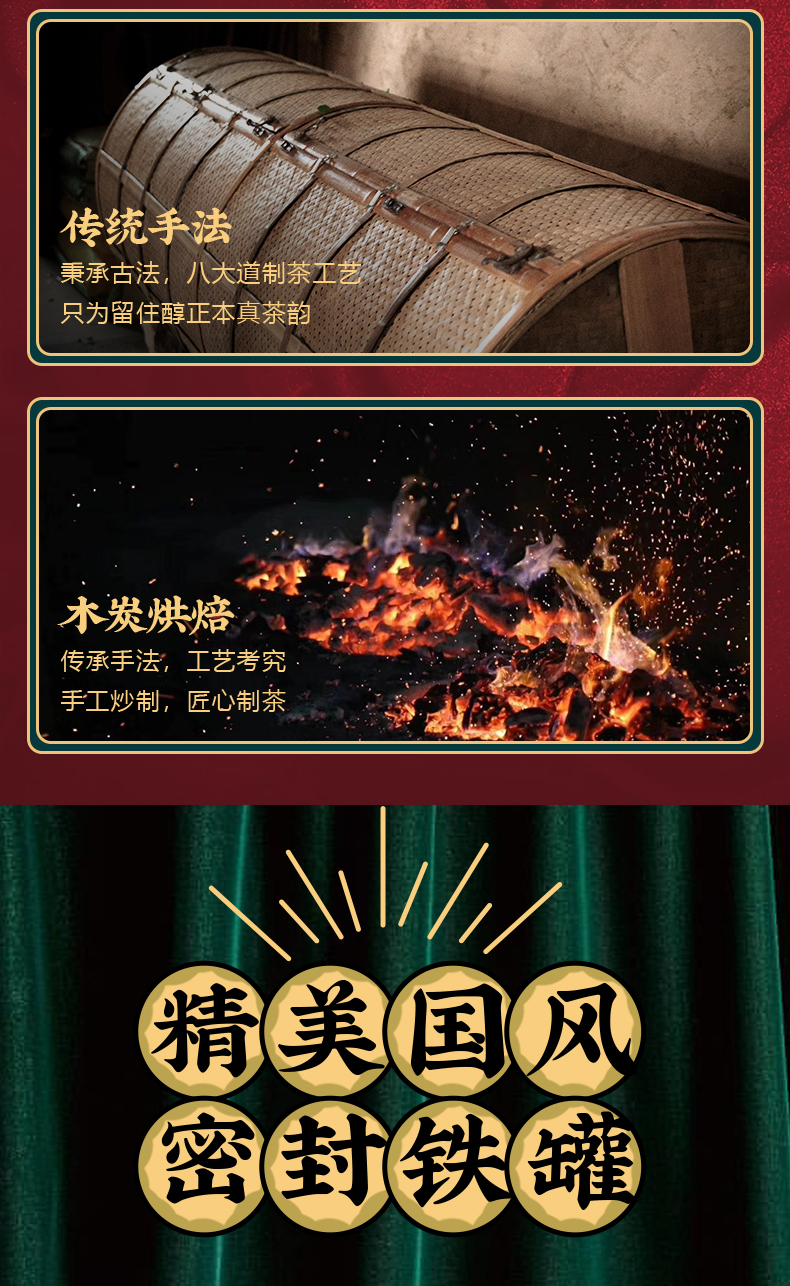 传统手法
秉承古法，八大道制茶工艺
只为留住醇正本真茶韵
木炭烘焙
传承手法，工艺考究
手工炒制，匠心制茶
精美国风
密封铁罐